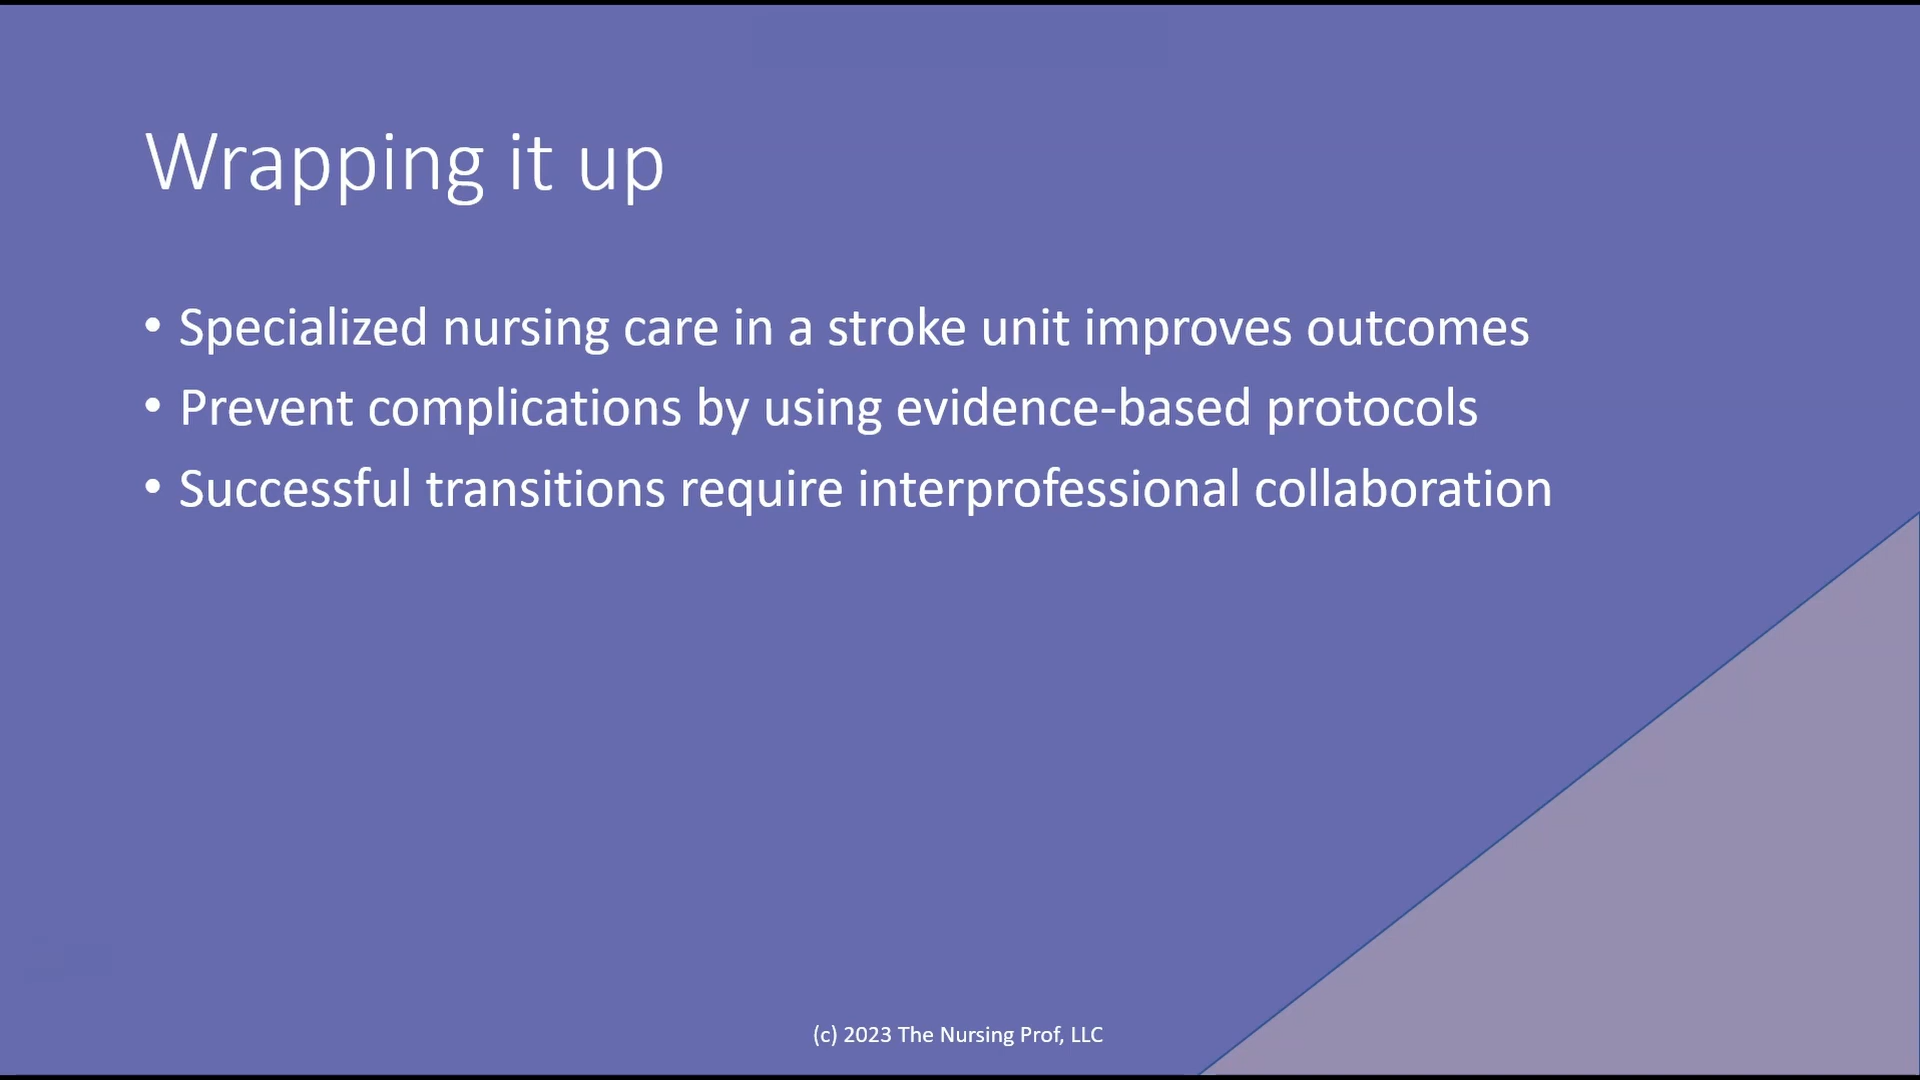 Wrapping it up
• Specialized nursing care in a stroke unit improves outcomes
• Prevent complications by using evidence-based protocols
• Successful transitions require interprofessional collaboration
(c) 2023 The Nursing Prof, LLC